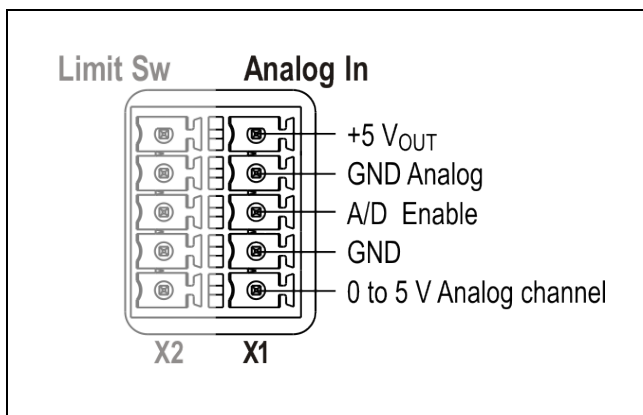 Limit Sw Analog In
+5 VOUT
GND Analog
A/D Enable
GND
0 to 5 V Analog channel
X2 X1